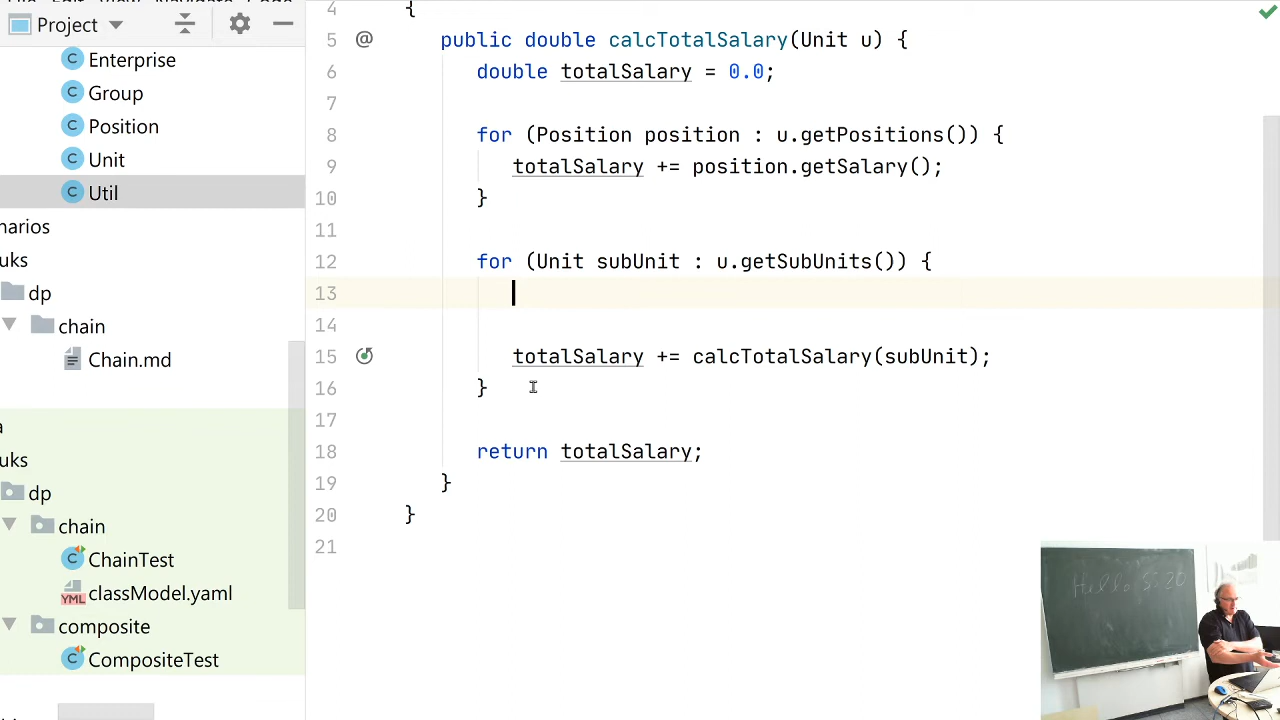 Project
Enterprise
Group
Position
Unit
Util
narios
uks
dp
chain
Chain.md
a
uks
dp
chain
ChainTest
YML classModel.yaml
composite
CompositeTest
4 {
5 @ public double calcTotalSalary(Unit u) {
6 double totalSalary = 0.0;
7
8 for (Position position : u.getPositions()) {
9 totalSalary += position.getSalary();
10 }
11
12 for (Unit subUnit : u.getSubUnits()) {
13
14
15 totalSalary += calcTotalSalary(subUnit);
16 }
17
18 return totalSalary;
19 }
20 }
21
Hello